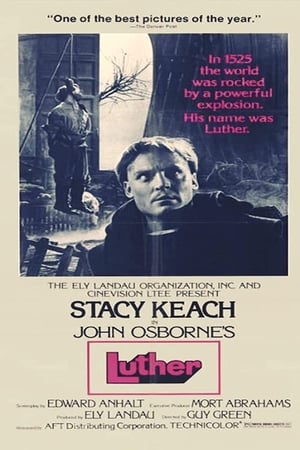 "One of the best pictures of the year."
—The Denver Post
In 1525
the world
was rocked
by a powerful
explosion.
His name was
Luther.
THE ELY LANDAU ORGANIZATION, INC. AND
CINEVISION LTEE PRESENT
STACY KEACH
IN
JOHN OSBORNE'S
Luther
Screenplay by EDWARD ANHALT Executive Producer MORT ABRAHAMS
Produced by ELY LANDAU Directed by GUY GREEN
AFT Distributing Corporation. TECHNICOLOR®